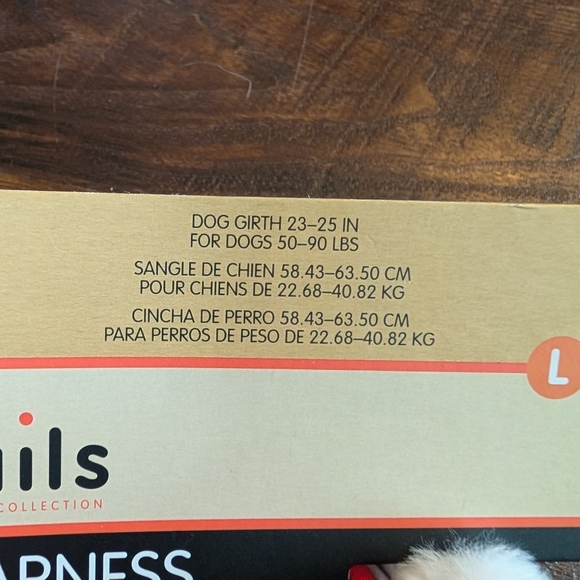 DOG GIRTH 23–25 IN
FOR DOGS 50–90 LBS
SANGLE DE CHIEN 58.43–63.50 CM
POUR CHIENS DE 22.68–40.82 KG
CINCHA DE PERRO 58.43–63.50 CM
PARA PERROS DE PESO DE 22.68–40.82 KG
L
ils
COLLECTION
ARNESS